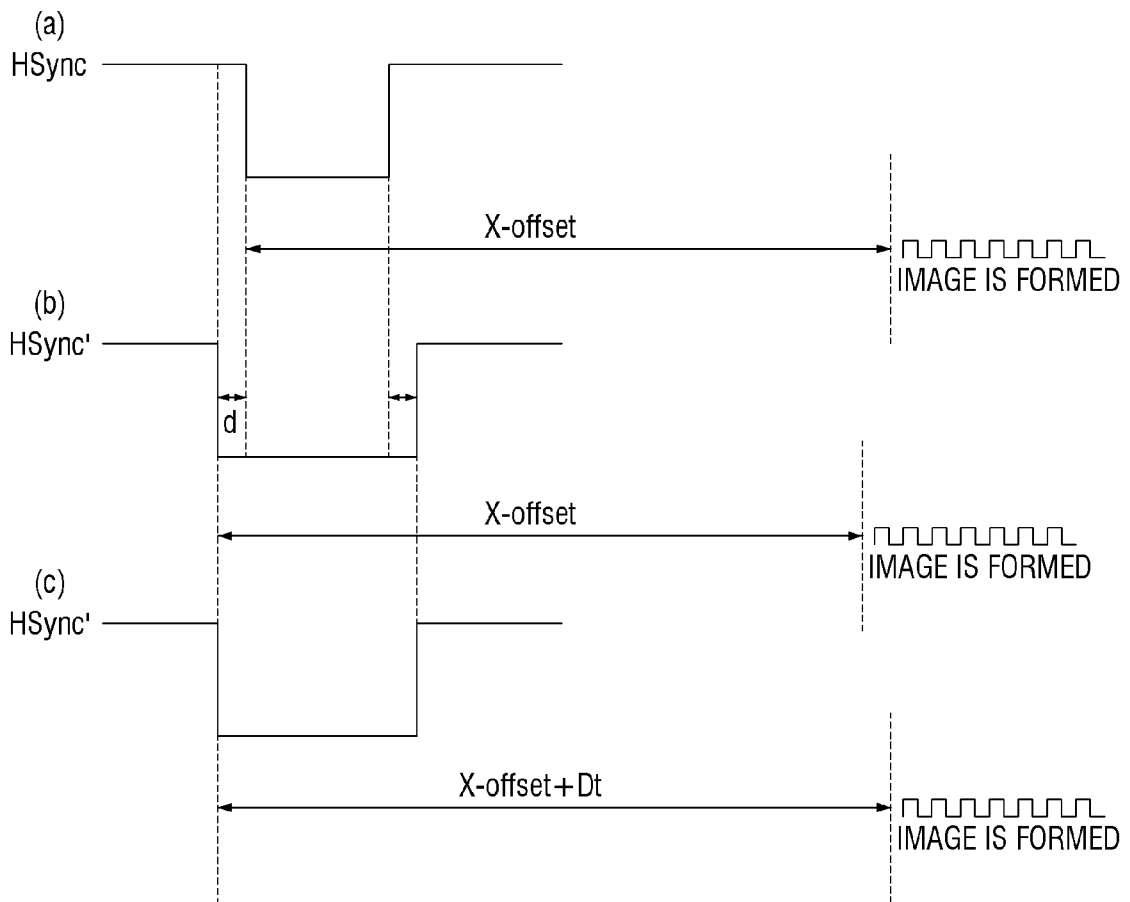 (a)
HSync
X-offset
IMAGE IS FORMED
(b)
HSync'
d
X-offset
IMAGE IS FORMED
(c)
HSync'
X-offset+Dt
IMAGE IS FORMED